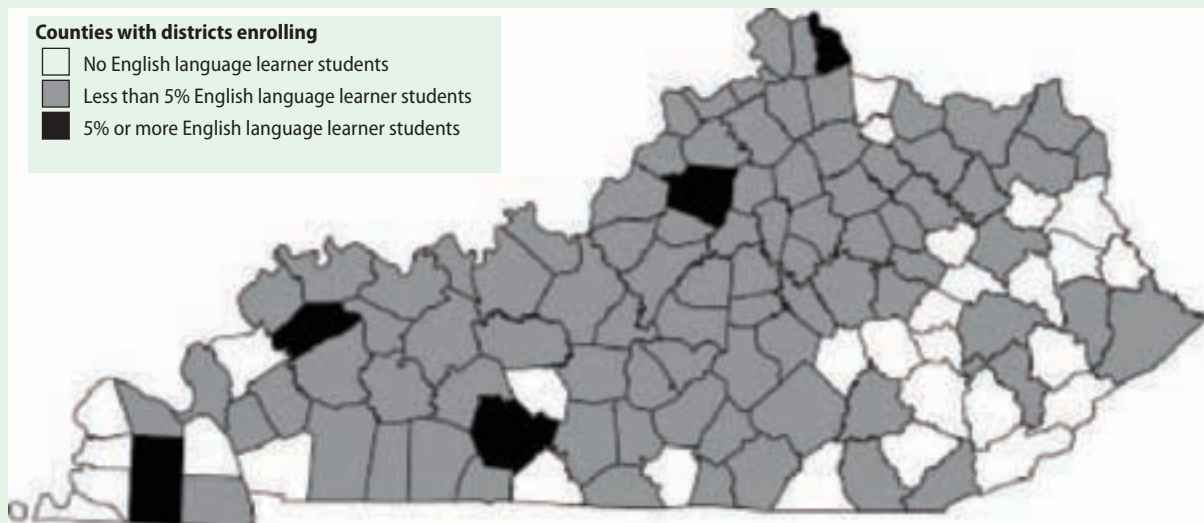 Counties with districts enrolling
No English language learner students
Less than 5% English language learner students
5% or more English language learner students